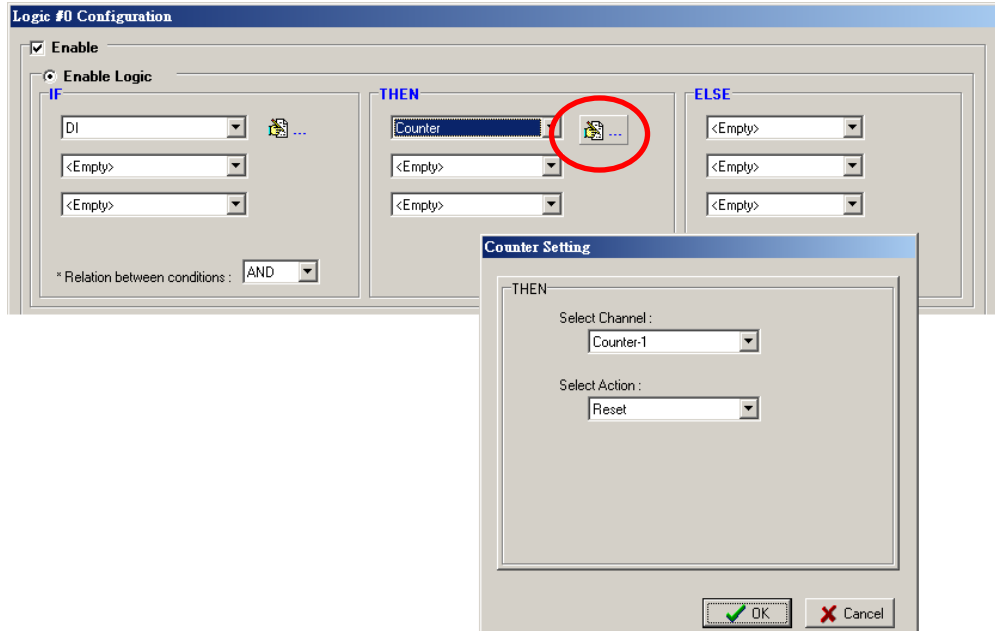 Logic #0 Configuration
Enable
Enable Logic
IF
DI
...
<Empty>
<Empty>
* Relation between conditions :
AND
THEN
Counter
...
<Empty>
<Empty>
ELSE
<Empty>
<Empty>
<Empty>
Counter Setting
THEN
Select Channel :
Counter-1
Select Action :
Reset
OK
Cancel